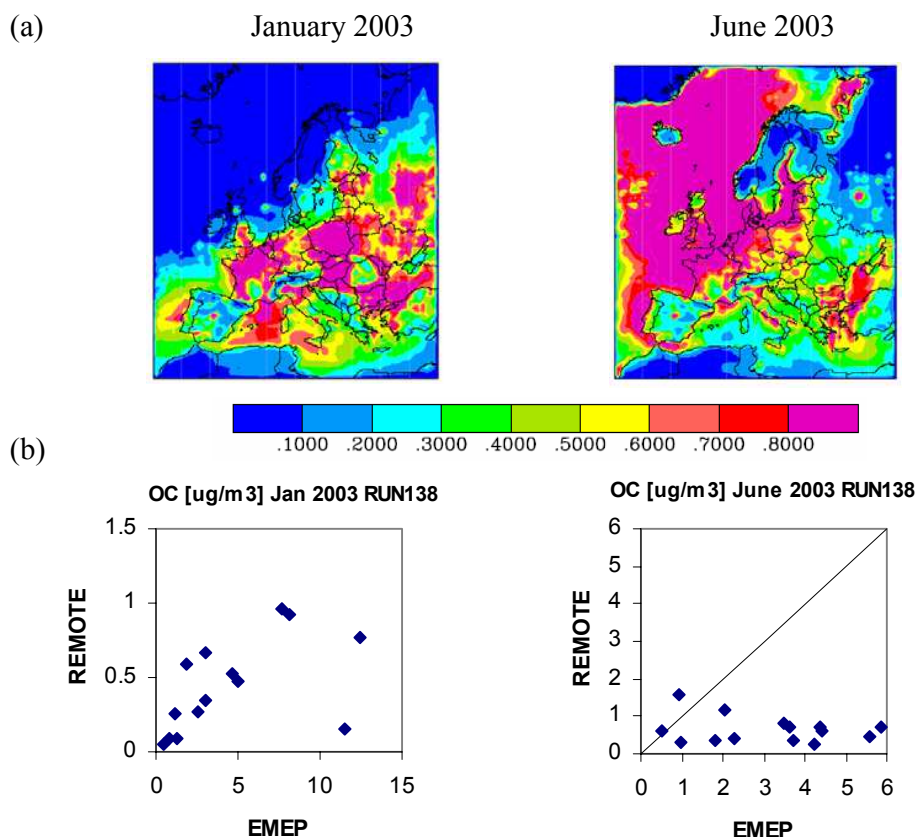 (a)
January 2003
June 2003
.1000 .2000 .3000 .4000 .5000 .6000 .7000 .8000
(b)
OC [ug/m3] Jan 2003 RUN138
1.5
1
0.5
0
REMOTE
0 5 10 15
EMEP
OC [ug/m3] June 2003 RUN138
6
5
4
3
2
1
0
REMOTE
0 1 2 3 4 5 6
EMEP